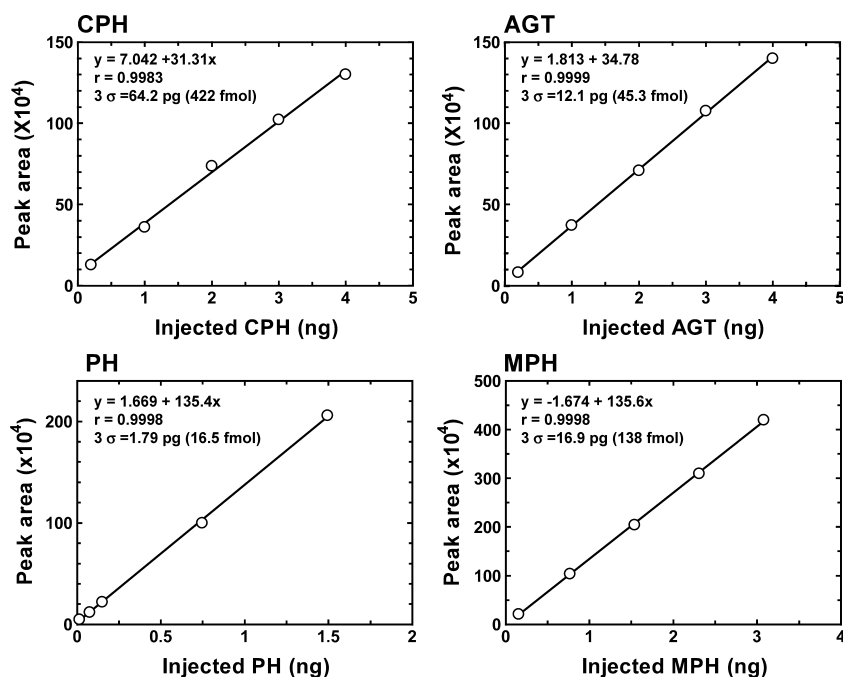 CPH
y = 7.042 +31.31x
r = 0.9983
3 σ =64.2 pg (422 fmol)
150
100
50
0
Peak area (X10⁴)
0 1 2 3 4 5
Injected CPH (ng)
AGT
y = 1.813 + 34.78
r = 0.9999
3 σ =12.1 pg (45.3 fmol)
150
100
50
0
Peak area (X10⁴)
0 1 2 3 4 5
Injected AGT (ng)
PH
y = 1.669 + 135.4x
r = 0.9998
3 σ =1.79 pg (16.5 fmol)
200
100
0
Peak area (x10⁴)
0 0.5 1 1.5 2
Injected PH (ng)
MPH
y = -1.674 + 135.6x
r = 0.9998
3 σ =16.9 pg (138 fmol)
500
400
300
200
100
0
Peak area (x10⁴)
0 1 2 3 4
Injected MPH (ng)